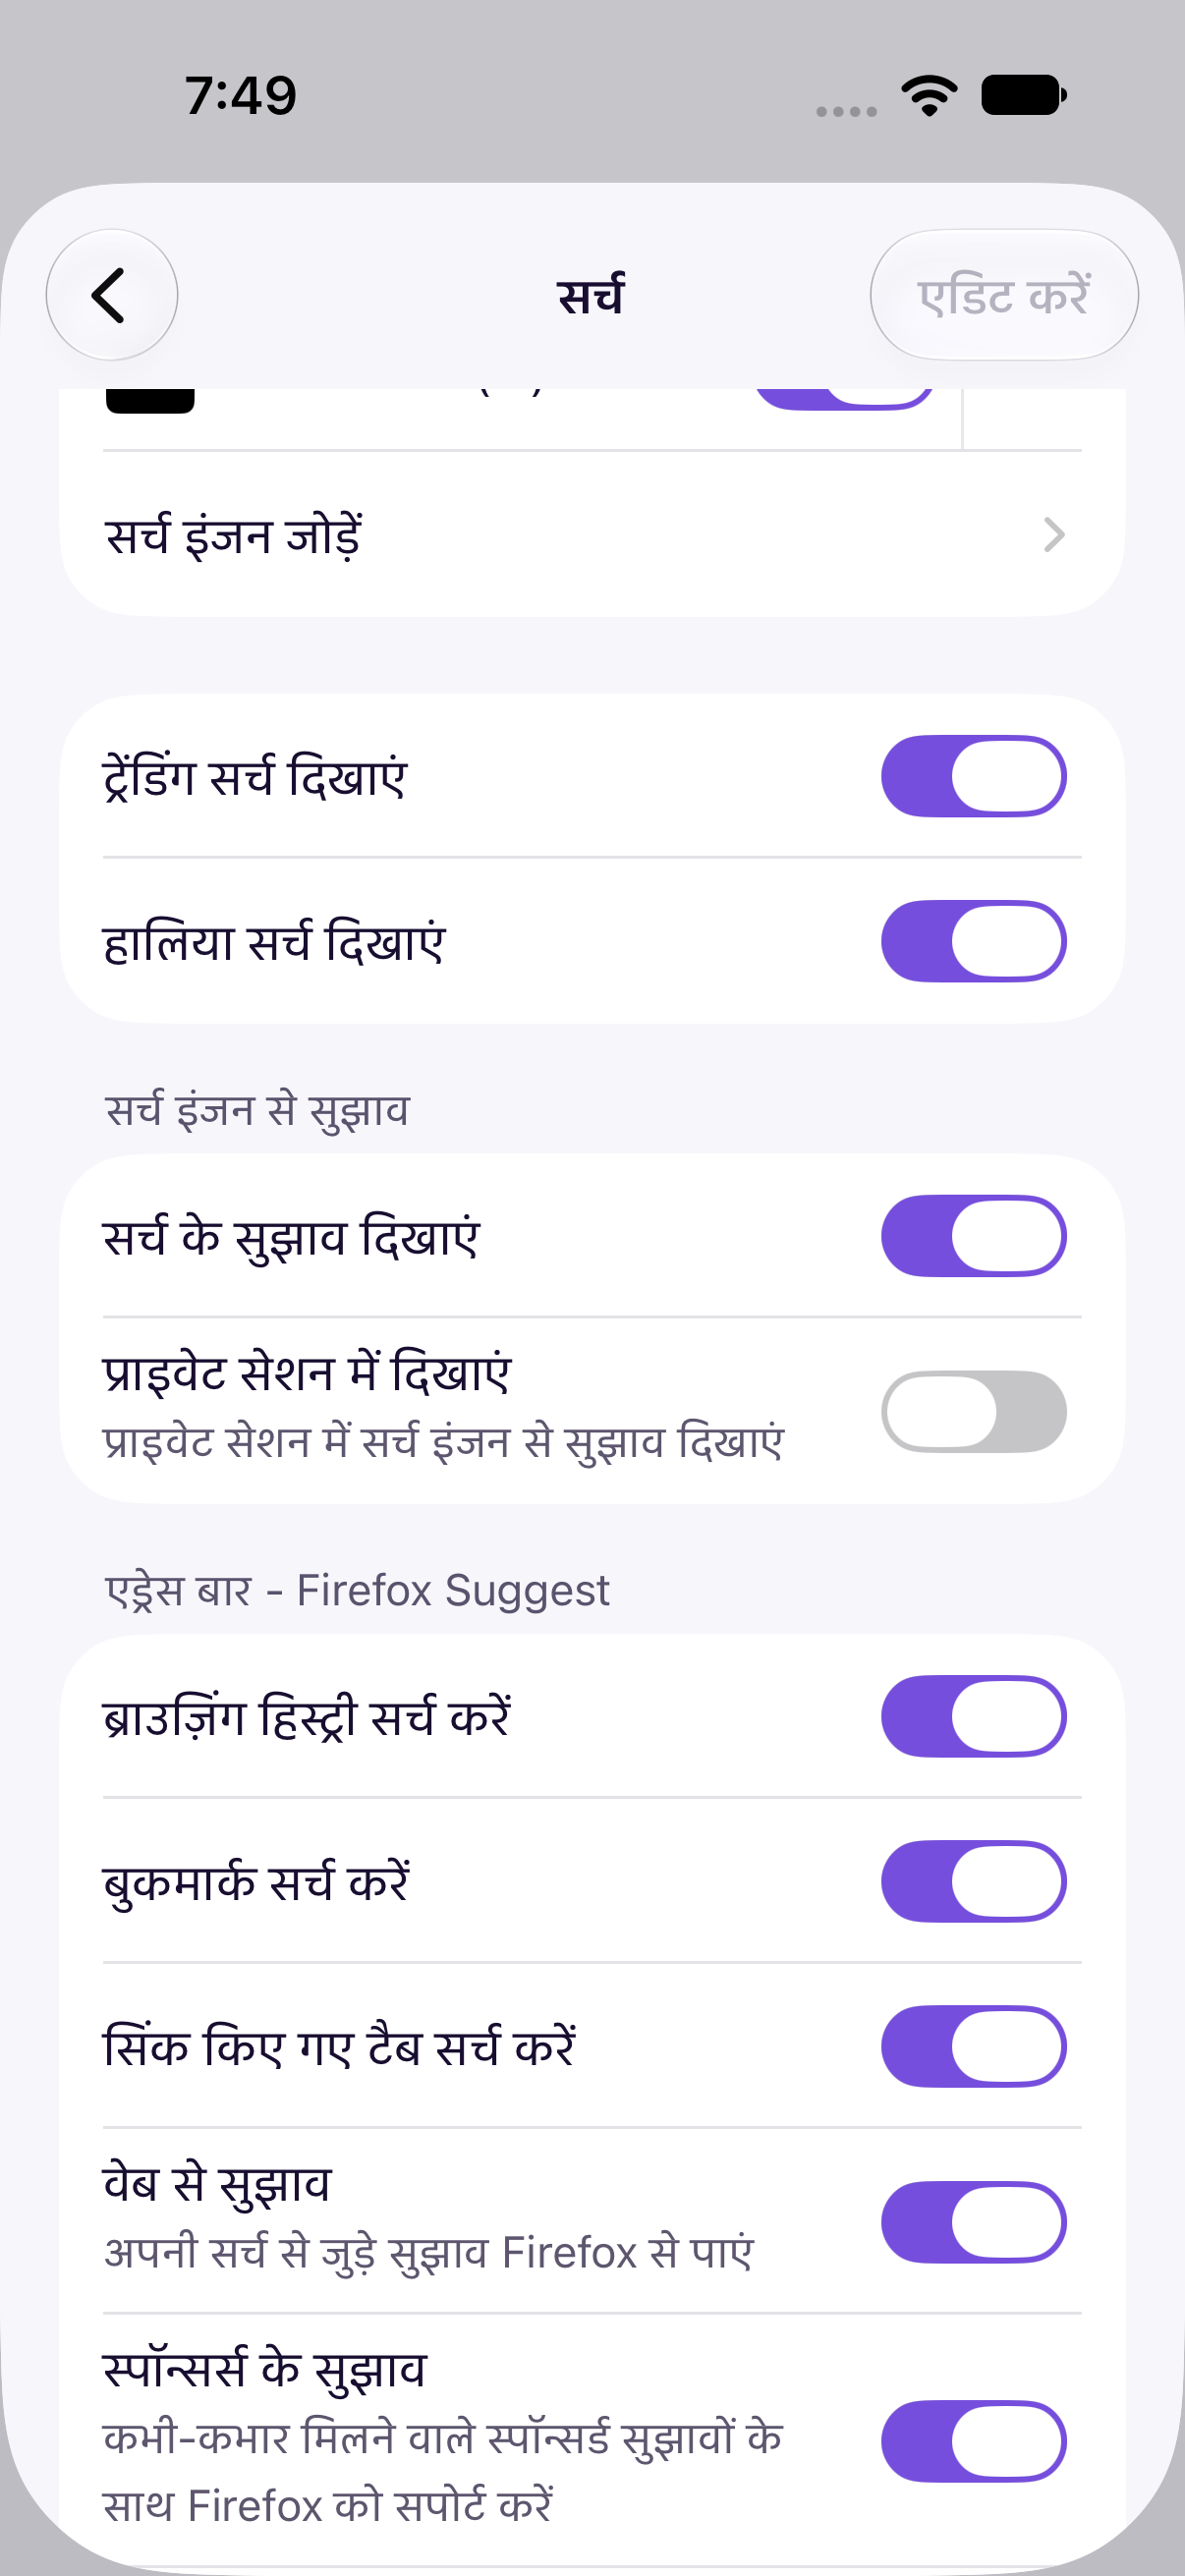 7:49
सर्च
एडिट करें
सर्च इंजन जोड़ें
ट्रेंडिंग सर्च दिखाएं
हालिया सर्च दिखाएं
सर्च इंजन से सुझाव
सर्च के सुझाव दिखाएं
प्राइवेट सेशन में दिखाएं
प्राइवेट सेशन में सर्च इंजन से सुझाव दिखाएं
एड्रेस बार - Firefox Suggest
ब्राउज़िंग हिस्ट्री सर्च करें
बुकमार्क सर्च करें
सिंक किए गए टैब सर्च करें
वेब से सुझाव
अपनी सर्च से जुड़े सुझाव Firefox से पाएं
स्पॉन्सर्स के सुझाव
कभी-कभार मिलने वाले स्पॉन्सर्ड सुझावों के
साथ Firefox को सपोर्ट करें